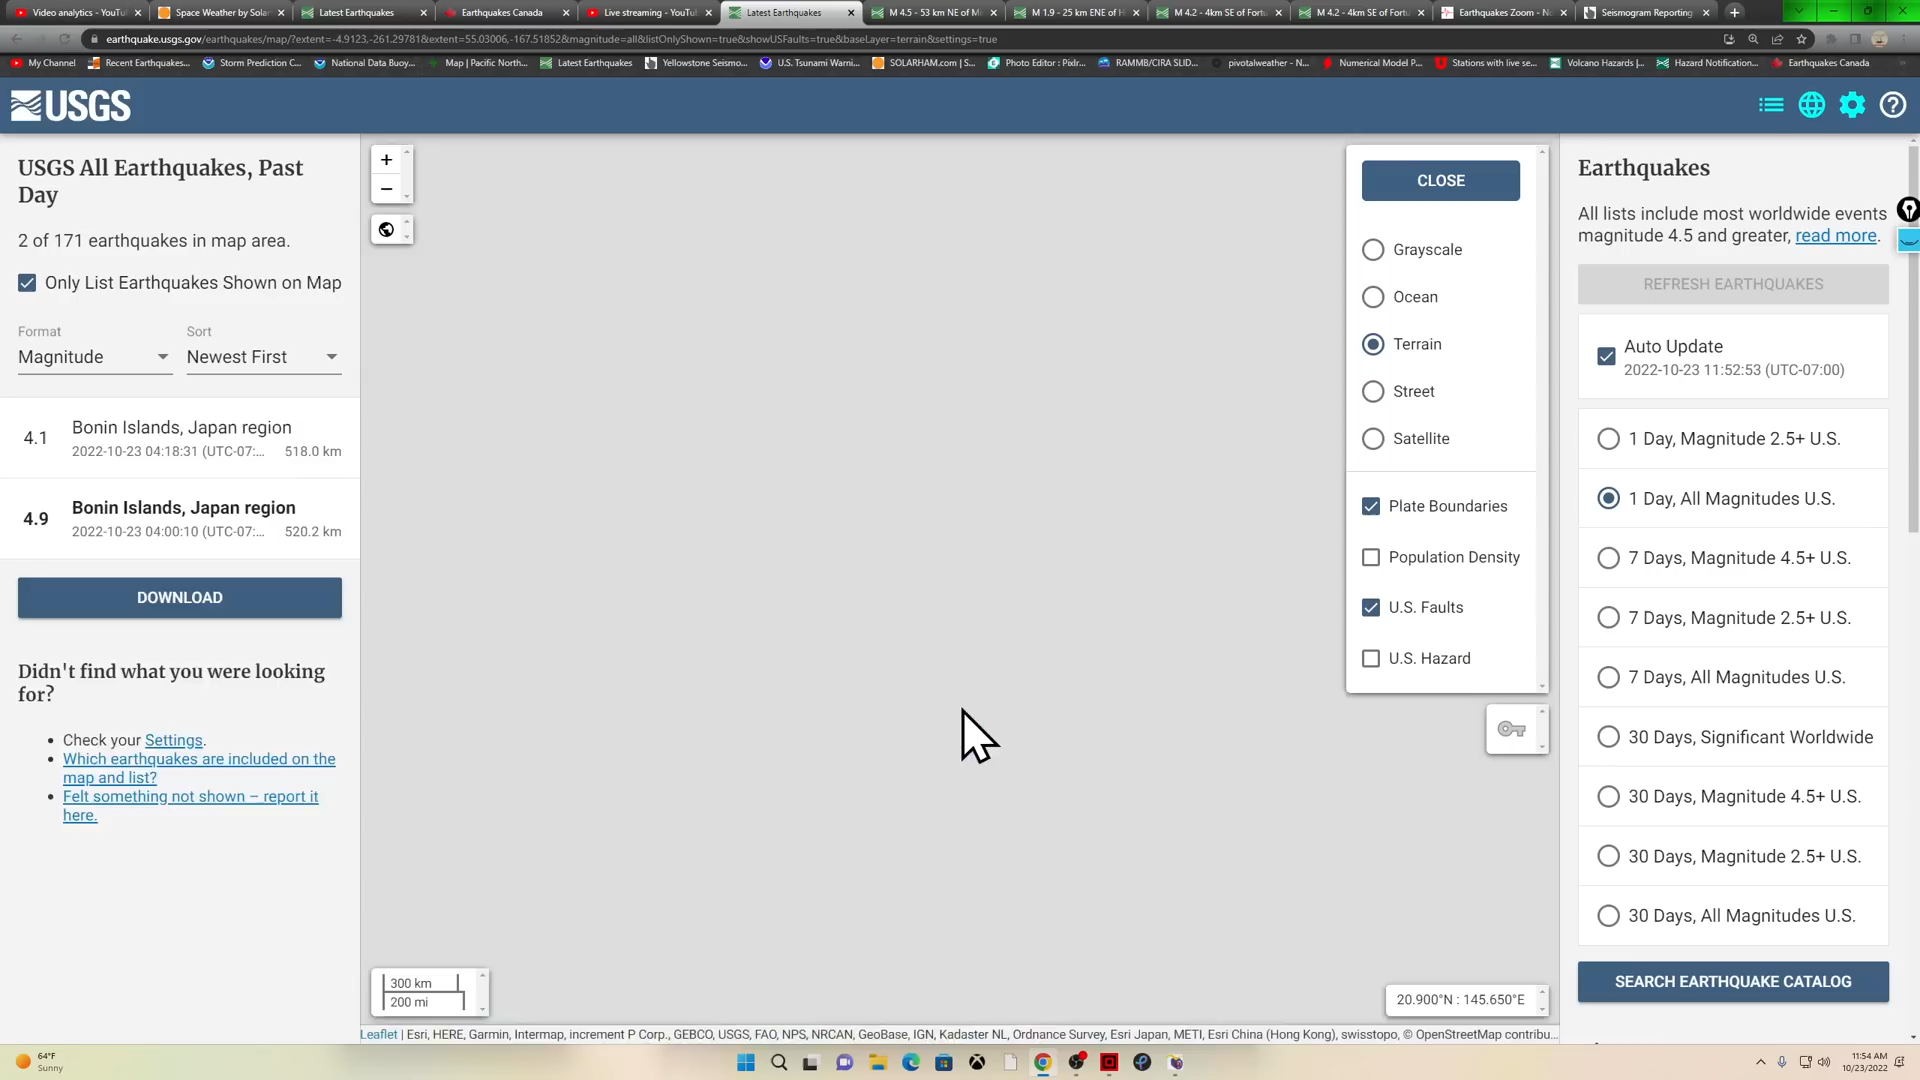 Video analytics - YouTu
Space Weather by Solar
Latest Earthquakes
Earthquakes Canada
Live streaming - YouTu
Latest Earthquakes
M 4.5 - 53 km NE of Mi
M 1.9 - 25 km ENE of H
M 4.2 - 4km SE of Fortu
M 4.2 - 4km SE of Fortu
Earthquakes Zoom - No
Seismogram Reporting
earthquake.usgs.gov/earthquakes/map/?extent=-4.9123,-261.29781&extent=55.03006,-167.51852&magnitude=all&listOnlyShown=true&showUSFaults=true&baseLayer=terrain&settings=true
My Channel
Recent Earthquakes...
Storm Prediction C...
National Data Buoy...
Map | Pacific North...
Latest Earthquakes
Yellowstone Seismo...
U.S. Tsunami Warni...
SOLARHAM.com | S...
Photo Editor : Pixlr...
RAMMB/CIRA SLID...
pivotalweather - N...
Numerical Model P...
Stations with live se...
Volcano Hazards |...
Hazard Notification...
Earthquakes Canada
USGS
USGS All Earthquakes, Past
Day
2 of 171 earthquakes in map area.
Only List Earthquakes Shown on Map
Format
Sort
Magnitude
Newest First
4.1
Bonin Islands, Japan region
2022-10-23 04:18:31 (UTC-07:...
518.0 km
4.9
Bonin Islands, Japan region
2022-10-23 04:00:10 (UTC-07:...
520.2 km
DOWNLOAD
Didn't find what you were looking
for?
Check your Settings.
Which earthquakes are included on the
map and list?
Felt something not shown – report it
here.
+
−
CLOSE
Grayscale
Ocean
Terrain
Street
Satellite
Plate Boundaries
Population Density
U.S. Faults
U.S. Hazard
300 km
200 mi
20.900°N : 145.650°E
Leaflet | Esri, HERE, Garmin, Intermap, increment P Corp., GEBCO, USGS, FAO, NPS, NRCAN, GeoBase, IGN, Kadaster NL, Ordnance Survey, Esri Japan, METI, Esri China (Hong Kong), swisstopo, © OpenStreetMap contribu...
Earthquakes
All lists include most worldwide events
magnitude 4.5 and greater, read more.
REFRESH EARTHQUAKES
Auto Update
2022-10-23 11:52:53 (UTC-07:00)
1 Day, Magnitude 2.5+ U.S.
1 Day, All Magnitudes U.S.
7 Days, Magnitude 4.5+ U.S.
7 Days, Magnitude 2.5+ U.S.
7 Days, All Magnitudes U.S.
30 Days, Significant Worldwide
30 Days, Magnitude 4.5+ U.S.
30 Days, Magnitude 2.5+ U.S.
30 Days, All Magnitudes U.S.
SEARCH EARTHQUAKE CATALOG
64°F
Sunny
11:54 AM
10/23/2022